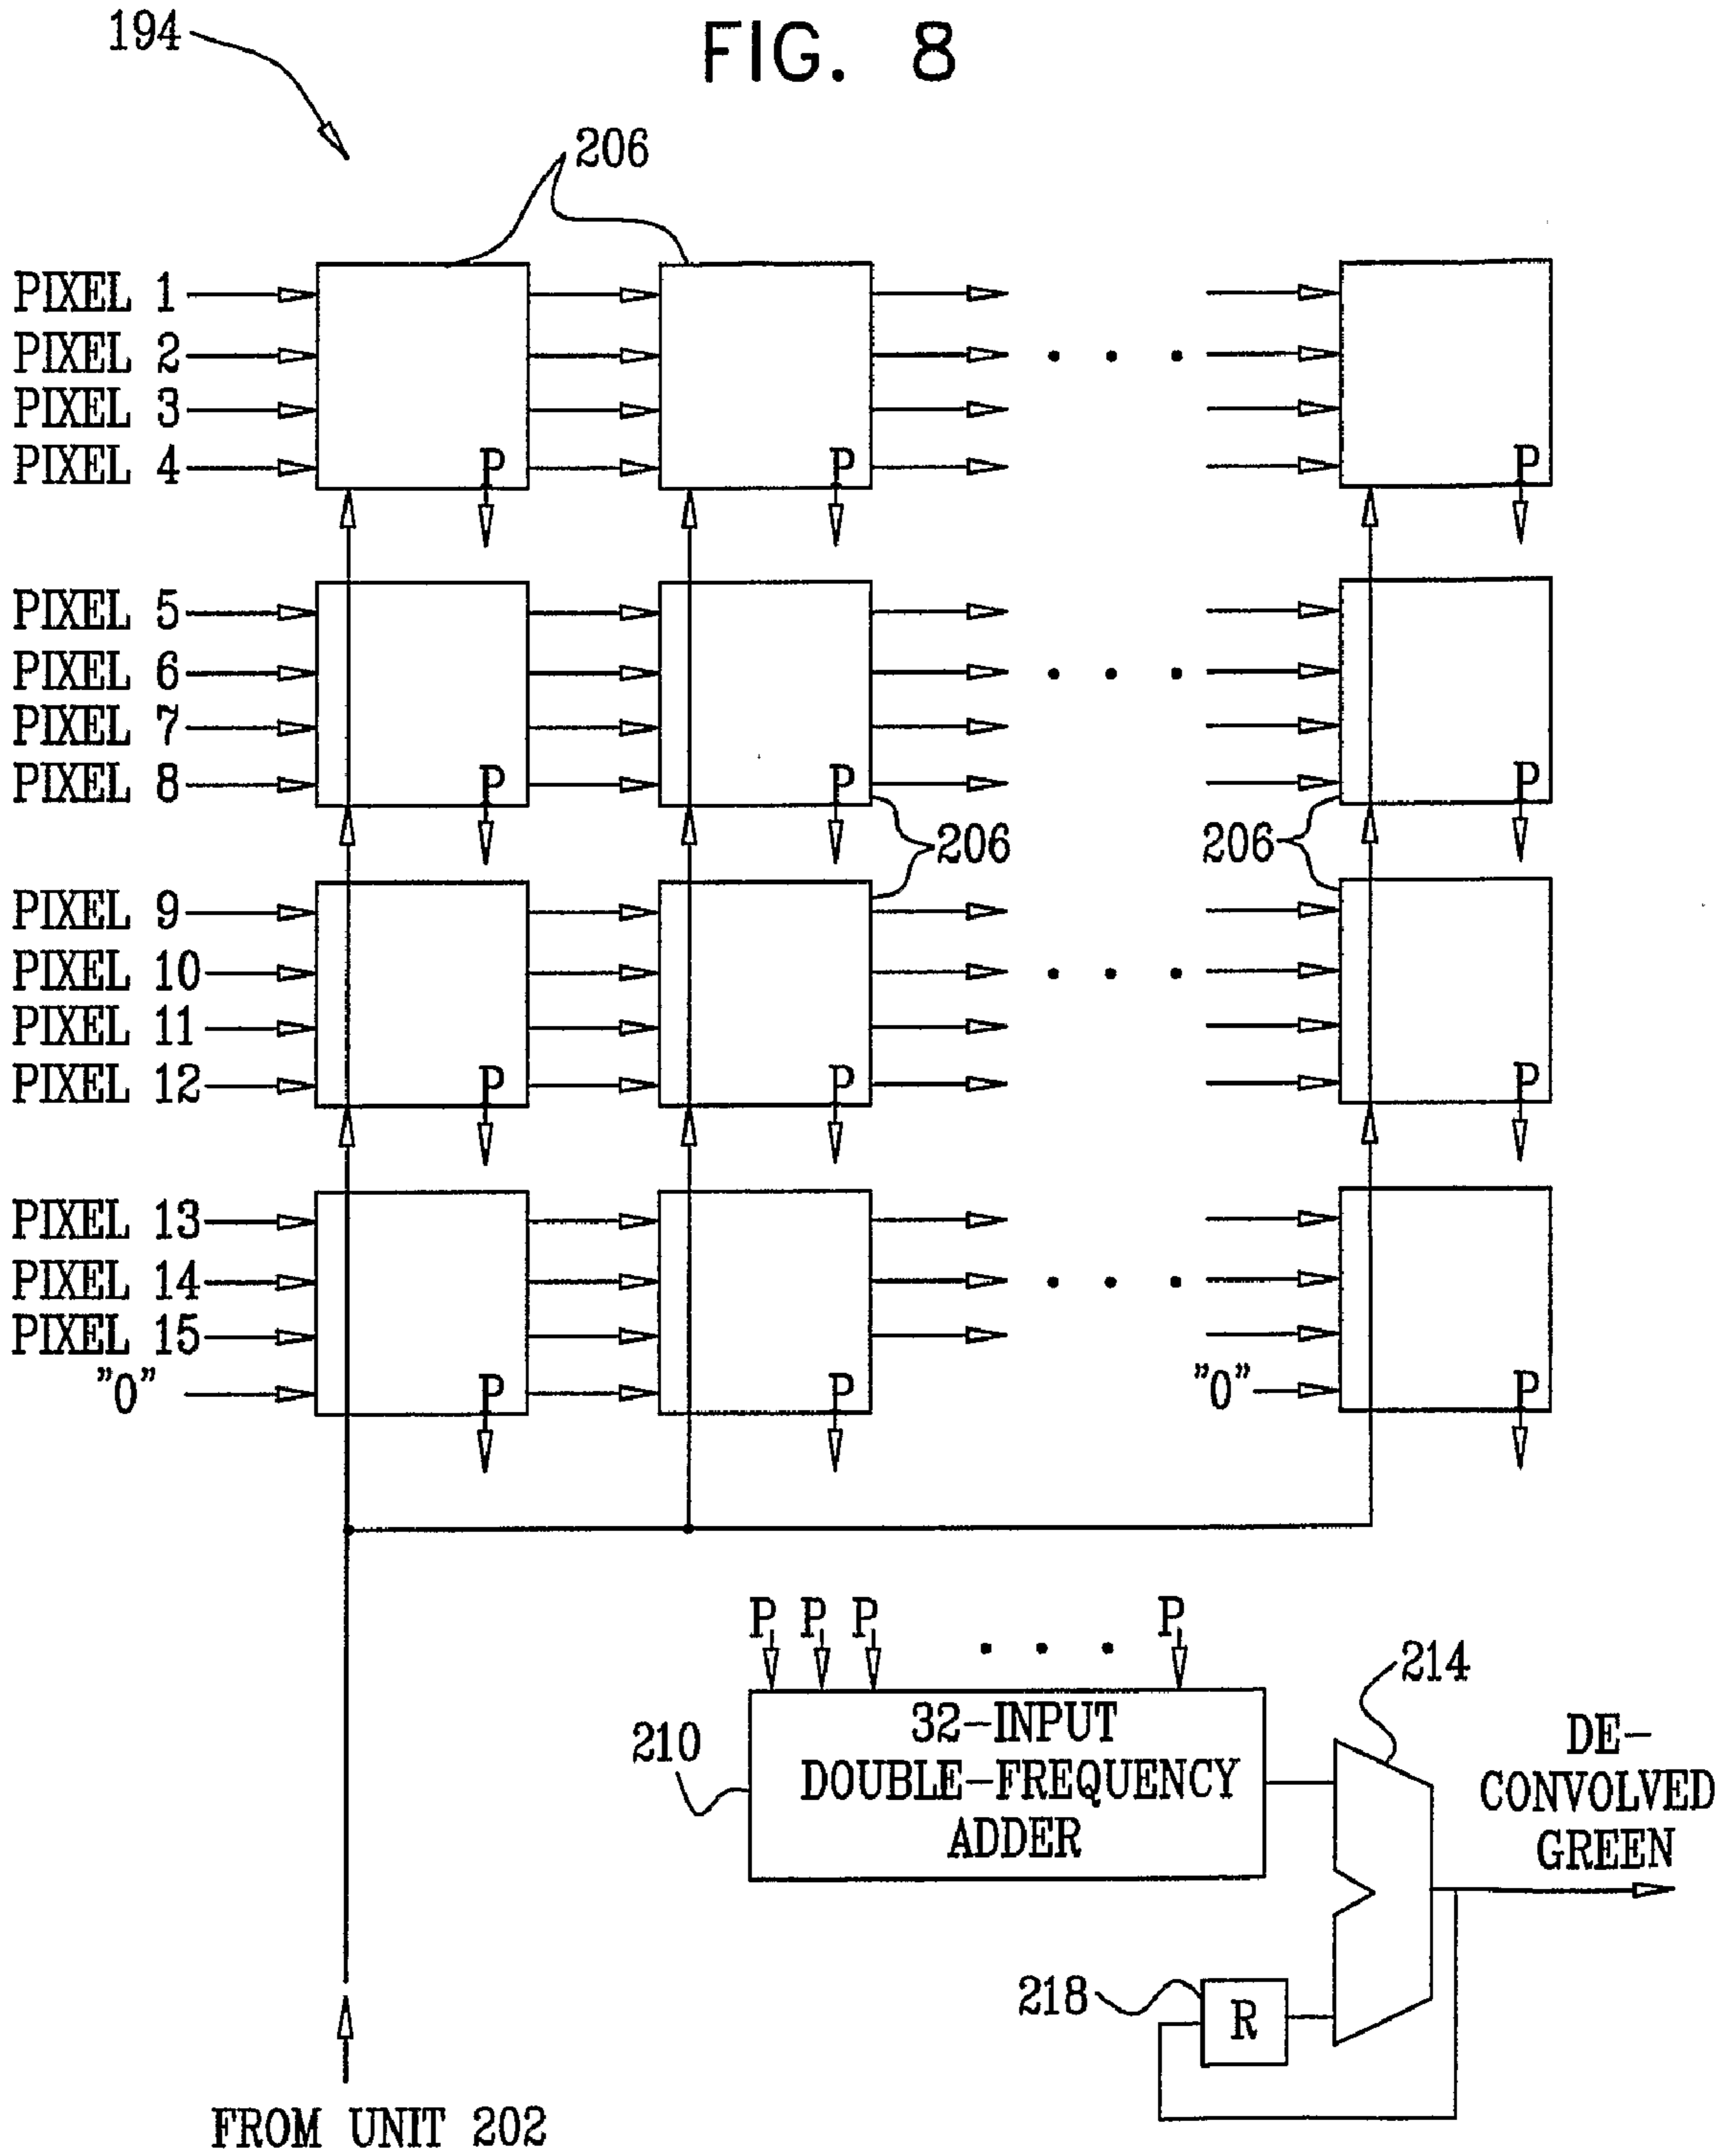 FIG. 8
194
206
PIXEL 1
PIXEL 2
PIXEL 3
PIXEL 4
P
P
P
PIXEL 5
PIXEL 6
PIXEL 7
PIXEL 8
P
P
P
206
206
PIXEL 9
PIXEL 10
PIXEL 11
PIXEL 12
P
P
P
PIXEL 13
PIXEL 14
PIXEL 15
"0"
P
P
"0"
P
P P P . . . P
214
210
32-INPUT
DOUBLE-FREQUENCY
ADDER
DE-
CONVOLVED
GREEN
218
R
FROM UNIT 202